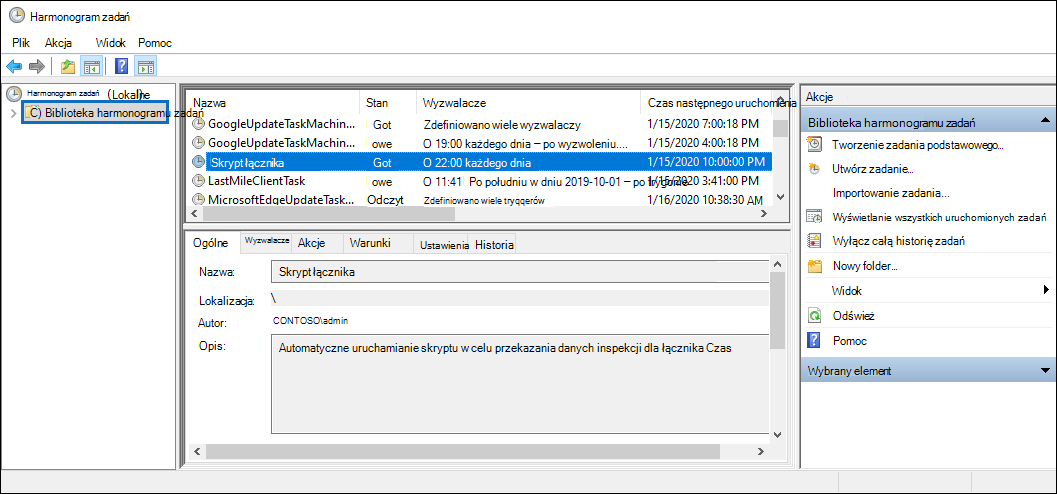 Harmonogram zadań
Plik Akcja Widok Pomoc
Harmonogram zadań (Lokalne)
C) Biblioteka harmonogramu zadań
Nazwa Stan Wyzwalacze Czas następnego uruchomienia
GoogleUpdateTaskMachin... Got Zdefiniowano wiele wyzwalaczy 1/15/2020 7:00:18 PM
GoogleUpdateTaskMachin... owe O 19:00 każdego dnia – po wyzwoleniu.... 1/15/2020 4:00:18 PM
Skrypt łącznika Got O 22:00 każdego dnia 1/15/2020 10:00:00 PM
LastMileClientTask owe O 11:41 Po południu w dniu 2019-10-01 – po trygonie. 1/15/2020 3:41:00 PM
MicrosoftEdgeUpdateTask... Odczyt Zdefiniowano wiele tryggerów 1/16/2020 10:38:30 AM
Ogólne Wyzwalacze Akcje Warunki Ustawienia Historia
Nazwa: Skrypt łącznika
Lokalizacja: \
Autor: CONTOSO\admin
Opis: Automatyczne uruchamianie skryptu w celu przekazania danych inspekcji dla łącznika Czas
Akcje
Biblioteka harmonogramu zadań
Tworzenie zadania podstawowego...
Utwórz zadanie...
Importowanie zadania...
Wyświetlanie wszystkich uruchomionych zadań
Wyłącz całą historię zadań
Nowy folder...
Widok
Odśwież
Pomoc
Wybrany element